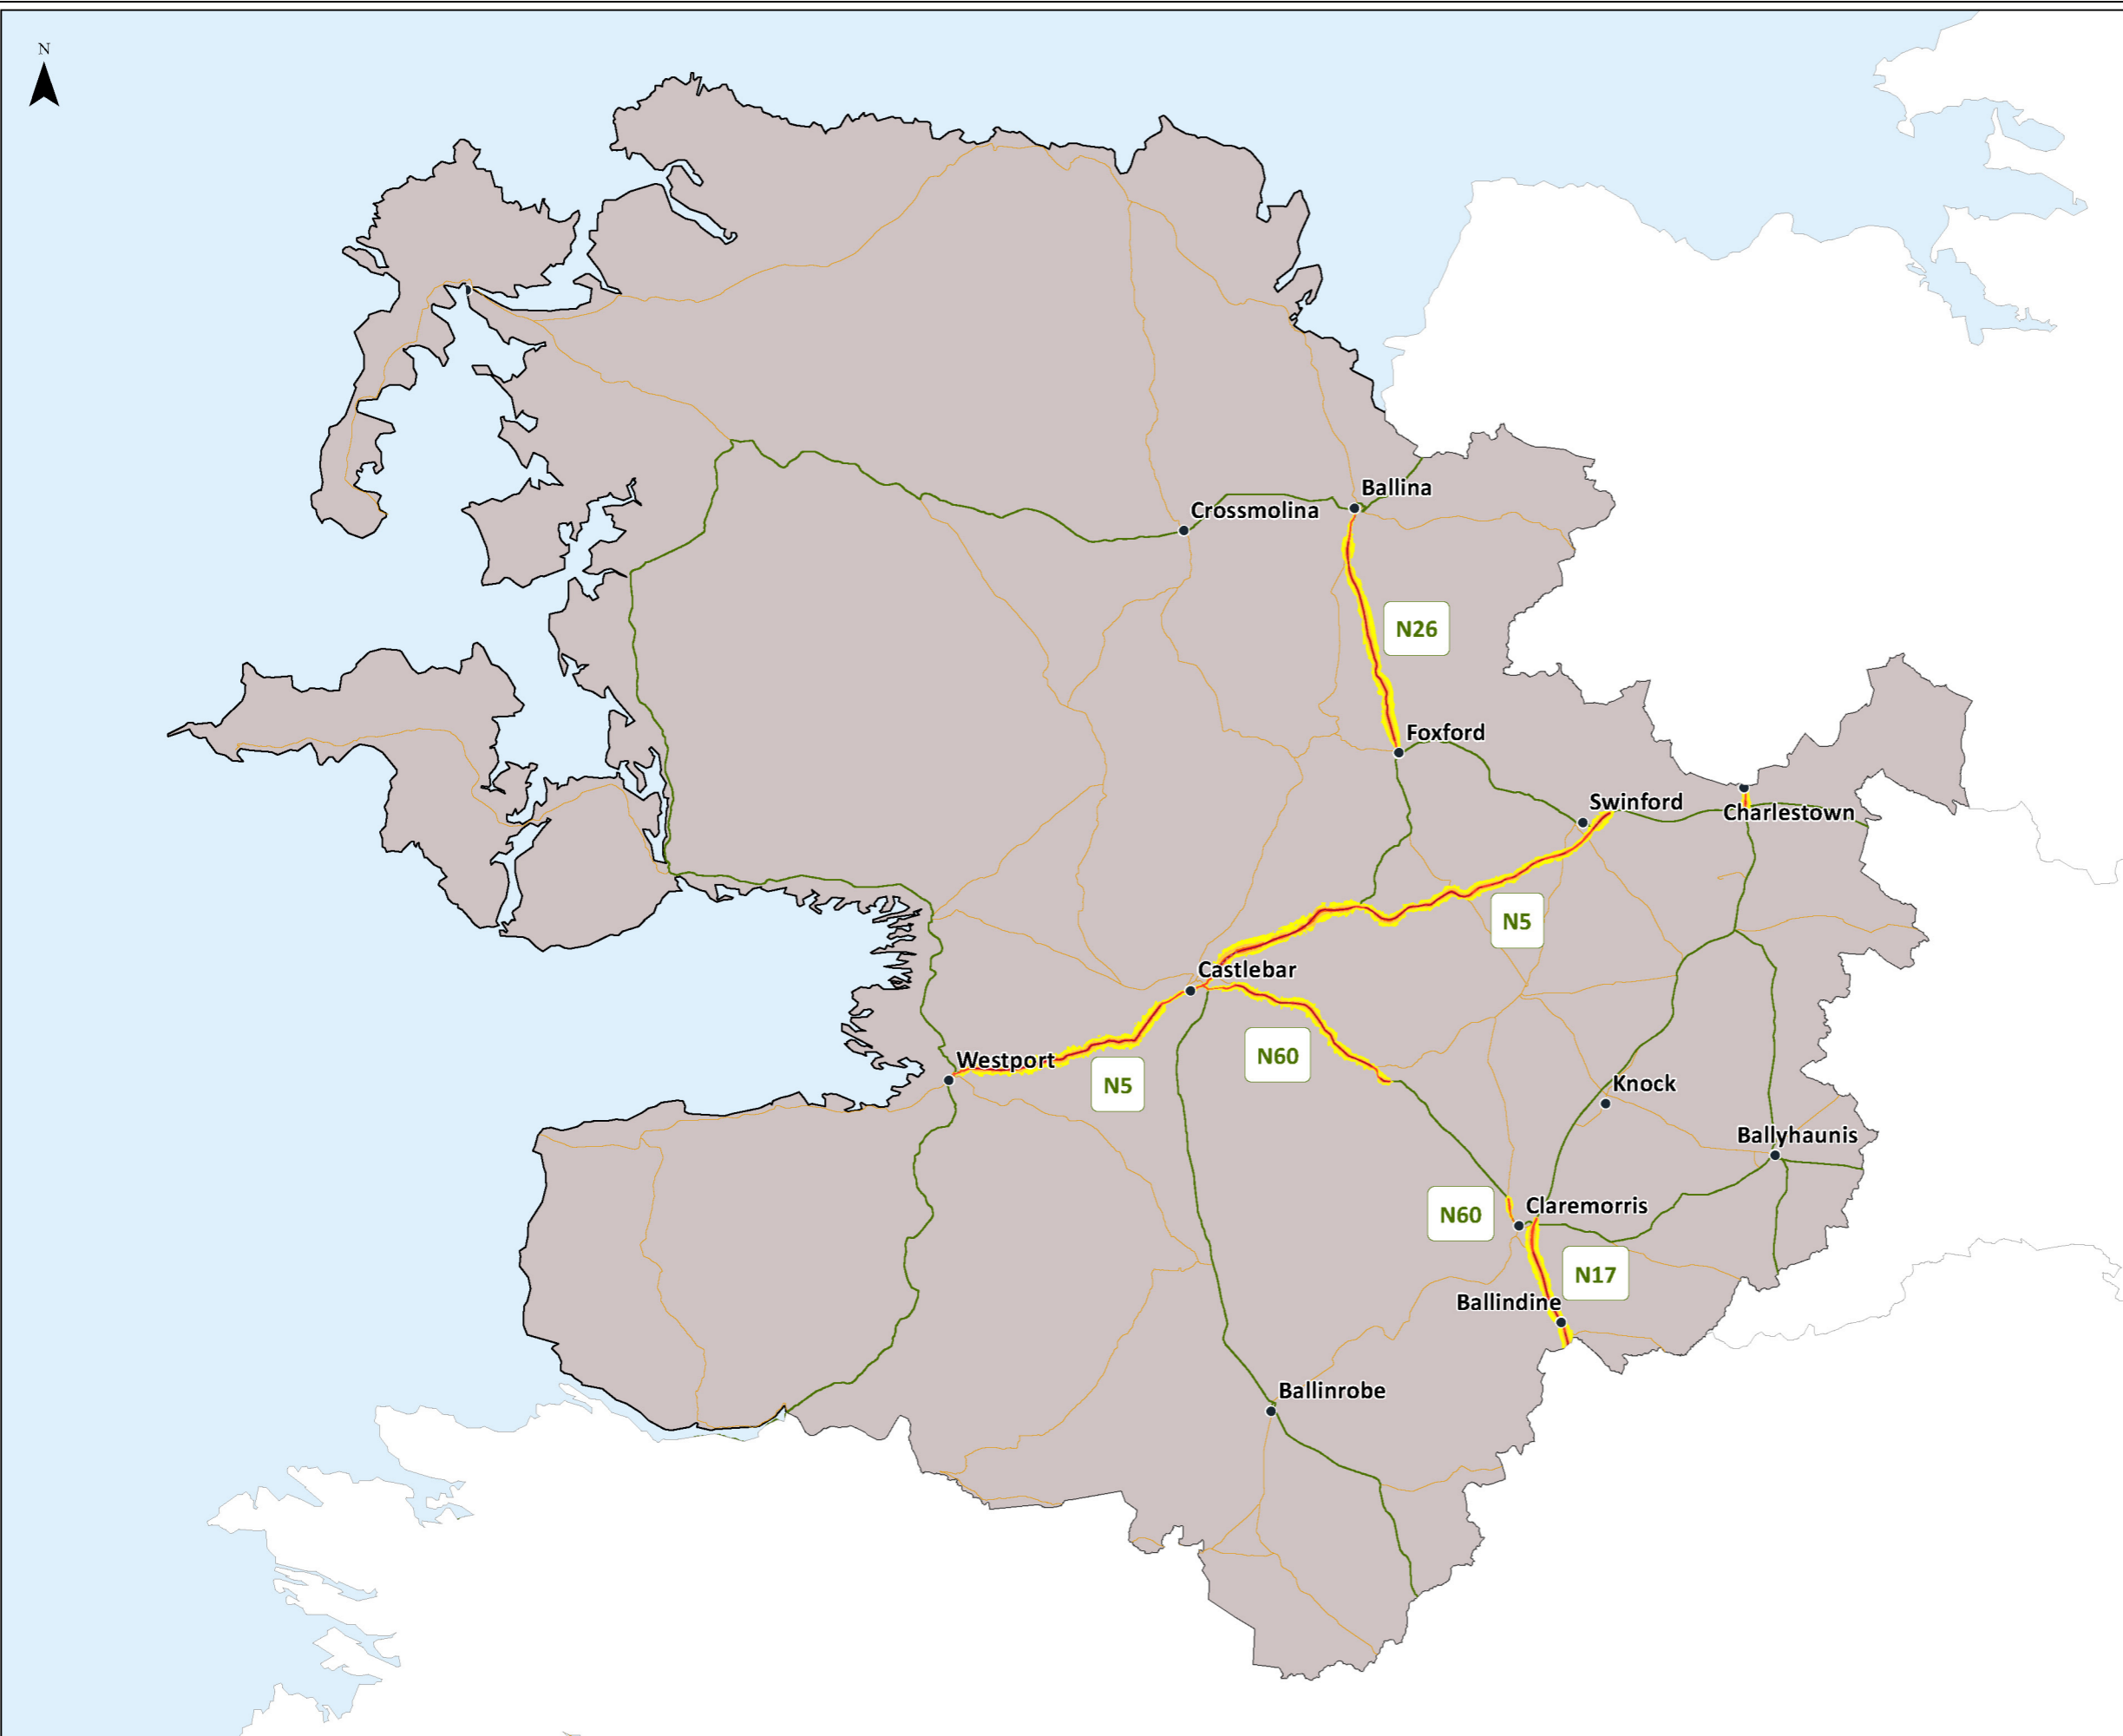 N
Ballina
Crossmolina
N26
Foxford
Swinford
Charlestown
N5
Castlebar
N60
Westport
N5
Knock
Ballyhaunis
Claremorris
N60
N17
Ballindine
Ballinrobe